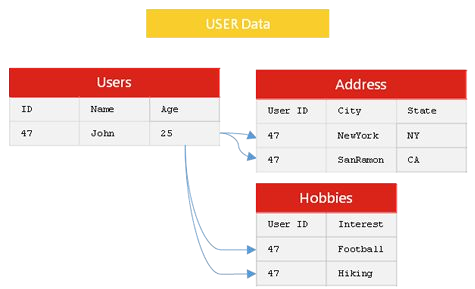 USER Data
Users
ID Name Age
47 John 25
Address
User ID City State
47 NewYork NY
47 SanRamon CA
Hobbies
User ID Interest
47 Football
47 Hiking